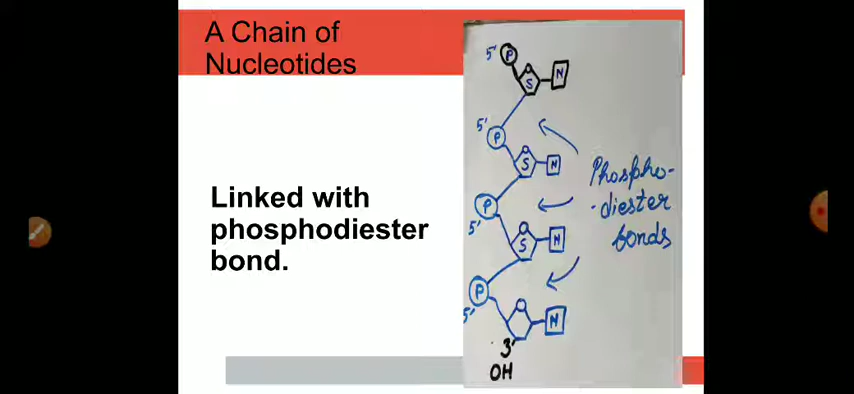 A Chain of
Nucleotides
Linked with
phosphodiester
bond.
5' P
S N
5' P
S N
P
5'
S N
P
5'
N
3'
OH
Phospho-
-diester
bonds